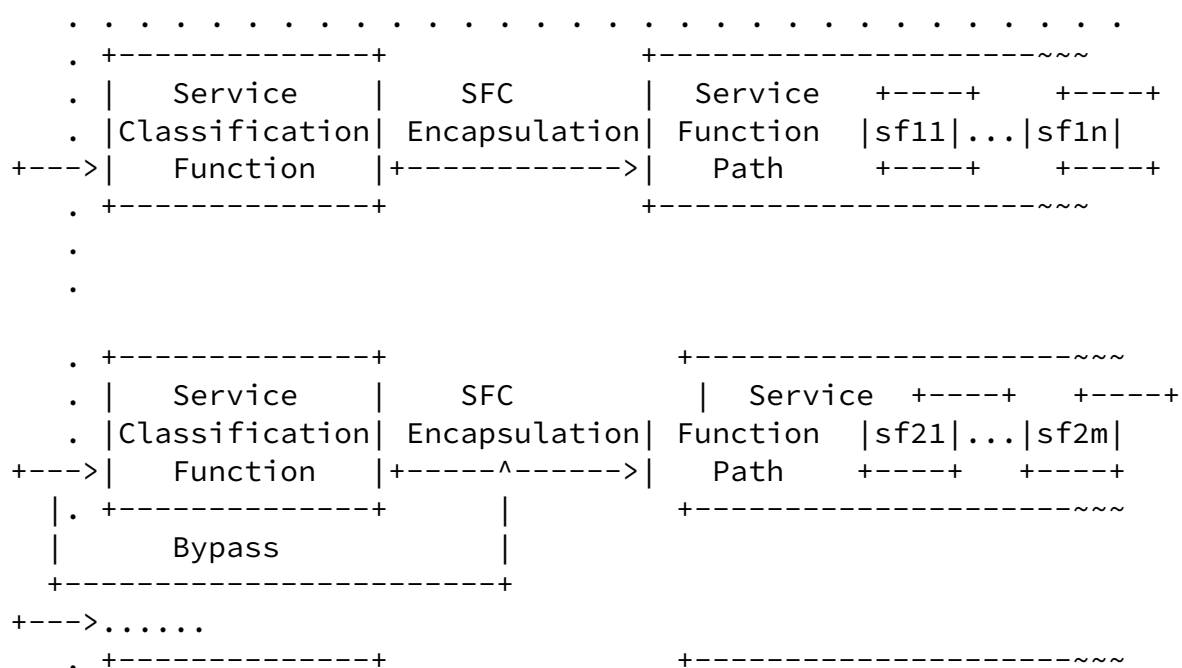 . . . . . . . . . . . . . . . . . . . . . . . . . . . . . .
. +--------------+ +---------------------~~~
. | Service | SFC | Service +----+ +----+
. |Classification| Encapsulation| Function |sf11|...|sf1n|
+--->| Function |+------------>| Path +----+ +----+
. +--------------+ +---------------------~~~
.
.
. +--------------+ +---------------------~~~
. | Service | SFC | Service +----+ +----+
. |Classification| Encapsulation| Function |sf21|...|sf2m|
+--->| Function |+-----^------>| Path +----+ +----+
|. +--------------+ | +---------------------~~~
| Bypass |
+------------------------+
+--->......
. +--------------+ +---------------------~~~